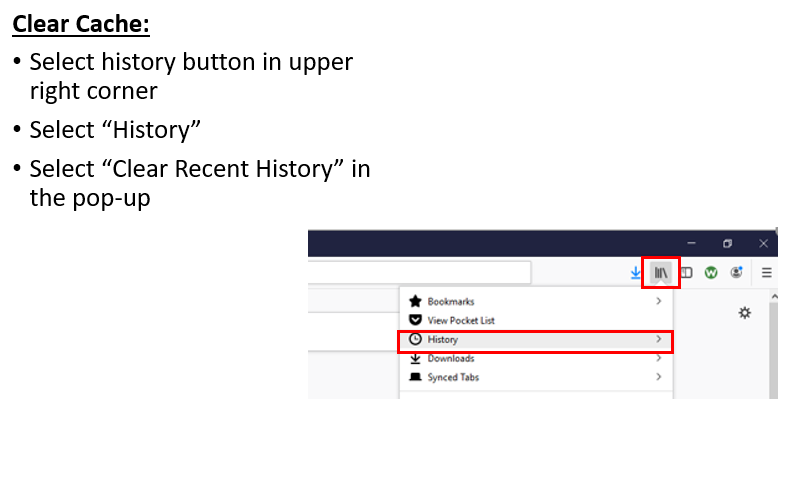 Clear Cache:
• Select history button in upper
right corner
• Select “History”
• Select “Clear Recent History” in
the pop-up
Bookmarks
View Pocket List
History
Downloads
Synced Tabs